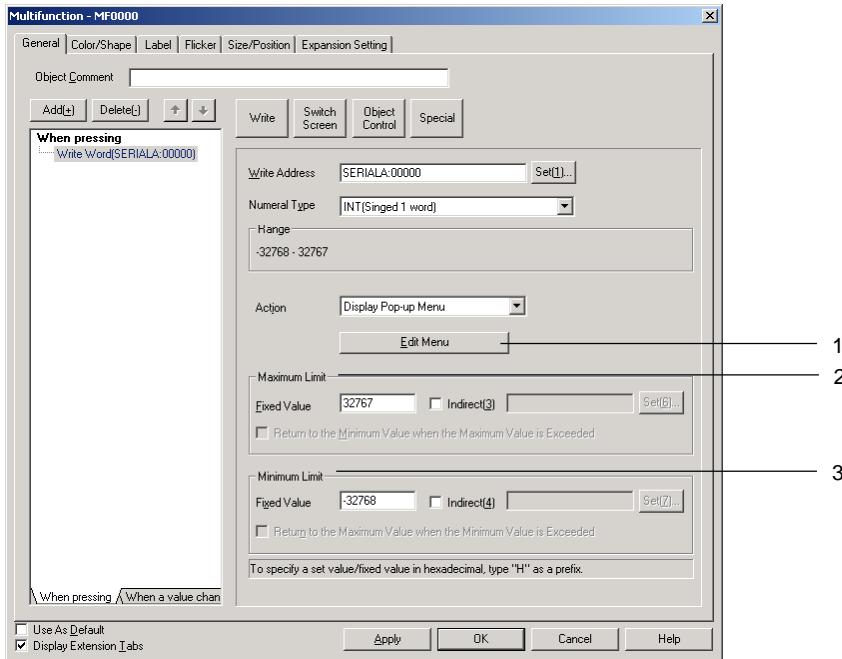 Multifunction - MF0000
General Color/Shape Label Flicker Size/Position Expansion Setting
Object Comment
Add(+) Delete(-)
Write Switch Screen Object Control Special
When pressing
Write Word(SERIALA:00000)
Write Address SERIALA:00000 Set(1)...
Numeral Type INT(Singed 1 word)
Range
-32768 - 32767
Action Display Pop-up Menu
Edit Menu 1
Maximum Limit 2
Fixed Value 32767 Indirect(3) Set(6)...
Return to the Minimum Value when the Maximum Value is Exceeded
Minimum Limit 3
Fixed Value -32768 Indirect(4) Set(7)...
Return to the Maximum Value when the Minimum Value is Exceeded
To specify a set value/fixed value in hexadecimal, type "H" as a prefix.
When pressing When a value chan
Use As Default
Display Extension Tabs
Apply OK Cancel Help